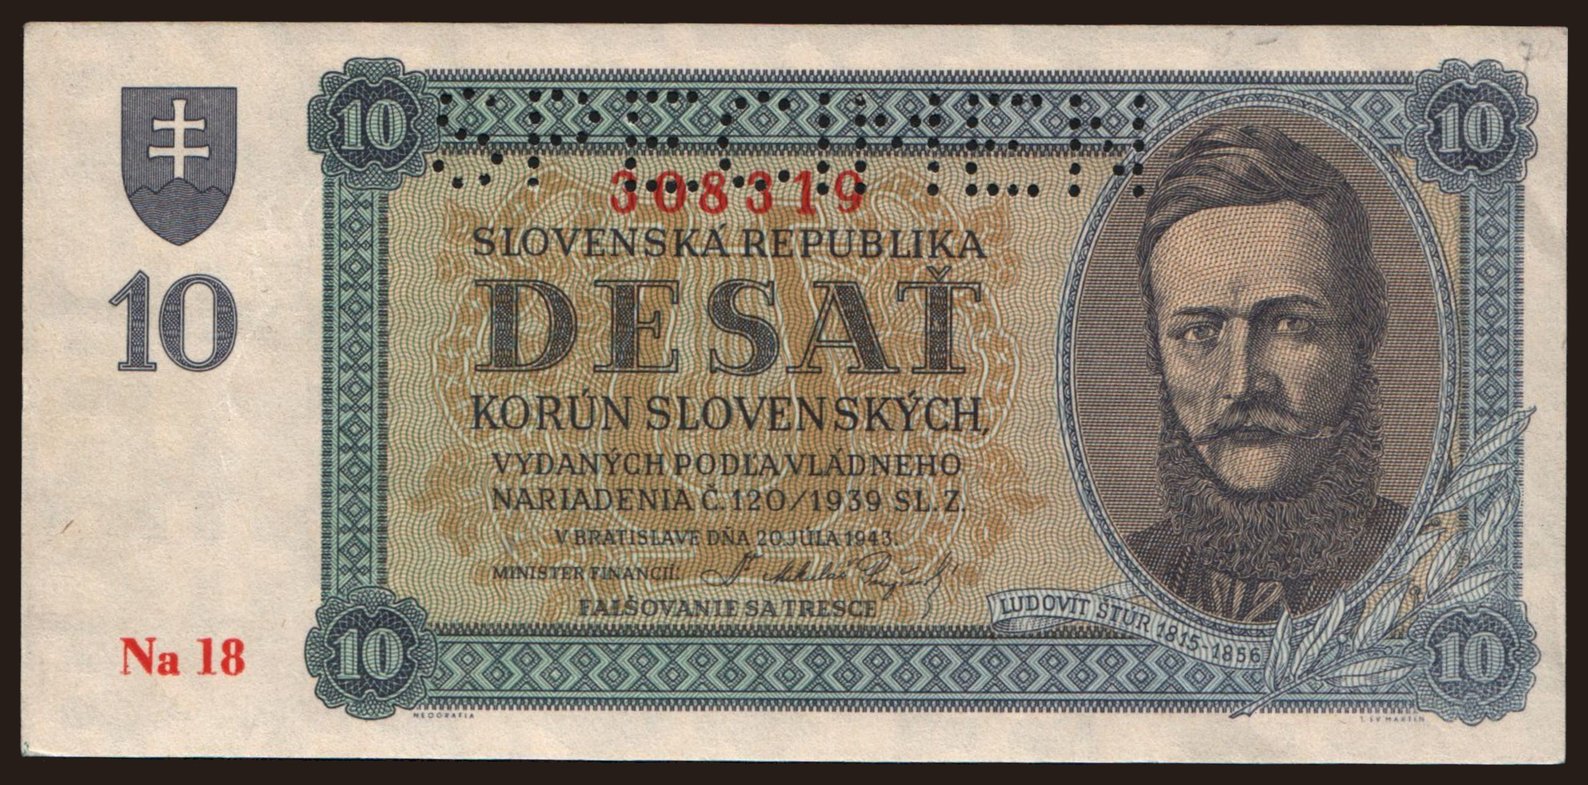 10
10
SPECIMEN
308319
SLOVENSKÁ REPUBLIKA
10
DESAŤ
KORÚN SLOVENSKÝCH,
VYDANÝCH PODĽA VLÁDNEHO
NARIADENIA Č. 120/1939 SL. Z.
V BRATISLAVE DŇA 20. JÚLA 1943.
MINISTER FINANCIÍ:
FALŠOVANIE SA TRESCE
ĽUDOVÍT ŠTÚR 1815-1856
Na 18
10
10
NEOGRAFIA
T. SV. MARTIN